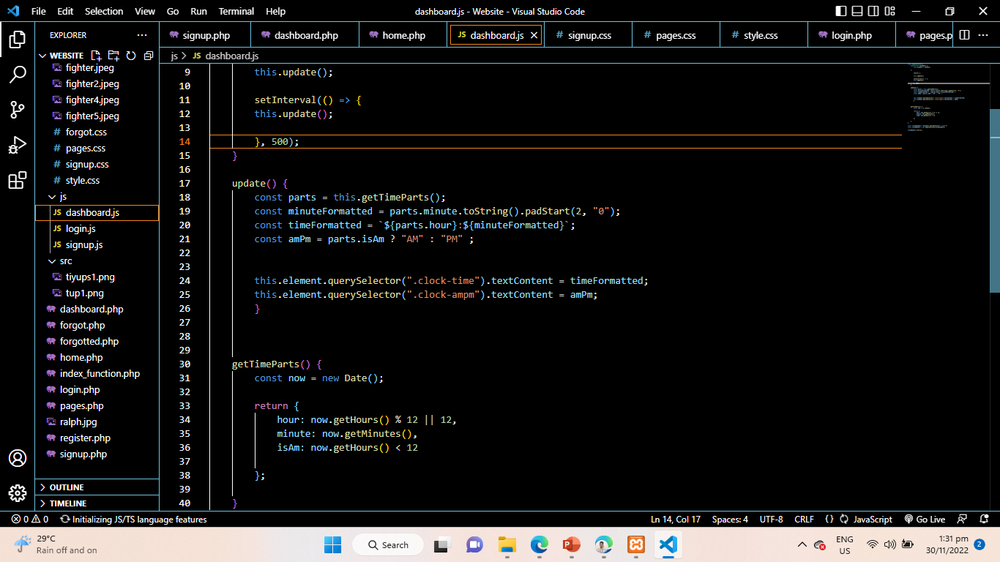 File Edit Selection View Go Run Terminal Help dashboard.js - Website - Visual Studio Code
EXPLORER ···
signup.php dashboard.php home.php JS dashboard.js # signup.css # pages.css # style.css login.php pages.p
WEBSITE
js > JS dashboard.js
fighter.jpeg
fighter2.jpeg
fighter4.jpeg
fighter5.jpeg
# forgot.css
# pages.css
# signup.css
# style.css
js
JS dashboard.js
JS login.js
JS signup.js
src
tiyups1.png
tup1.png
dashboard.php
forgot.php
forgotted.php
home.php
index_function.php
login.php
pages.php
ralph.jpg
register.php
signup.php
OUTLINE
TIMELINE
9 this.update();
10
11 setInterval(() => {
12 this.update();
13
14 }, 500);
15 }
16
17 update() {
18 const parts = this.getTimeParts();
19 const minuteFormatted = parts.minute.toString().padStart(2, "0");
20 const timeFormatted = `${parts.hour}:${minuteFormatted}`;
21 const amPm = parts.isAm ? "AM" : "PM" ;
22
23
24 this.element.querySelector(".clock-time").textContent = timeFormatted;
25 this.element.querySelector(".clock-ampm").textContent = amPm;
26 }
27
28
29
30 getTimeParts() {
31 const now = new Date();
32
33 return {
34 hour: now.getHours() % 12 || 12,
35 minute: now.getMinutes(),
36 isAm: now.getHours() < 12
37
38 };
39
40 }
0 0 Initializing JS/TS language features Ln 14, Col 17 Spaces: 4 UTF-8 CRLF {} JavaScript Go Live
29°C
Rain off and on
Search
ENG
US
1:31 pm
30/11/2022
2